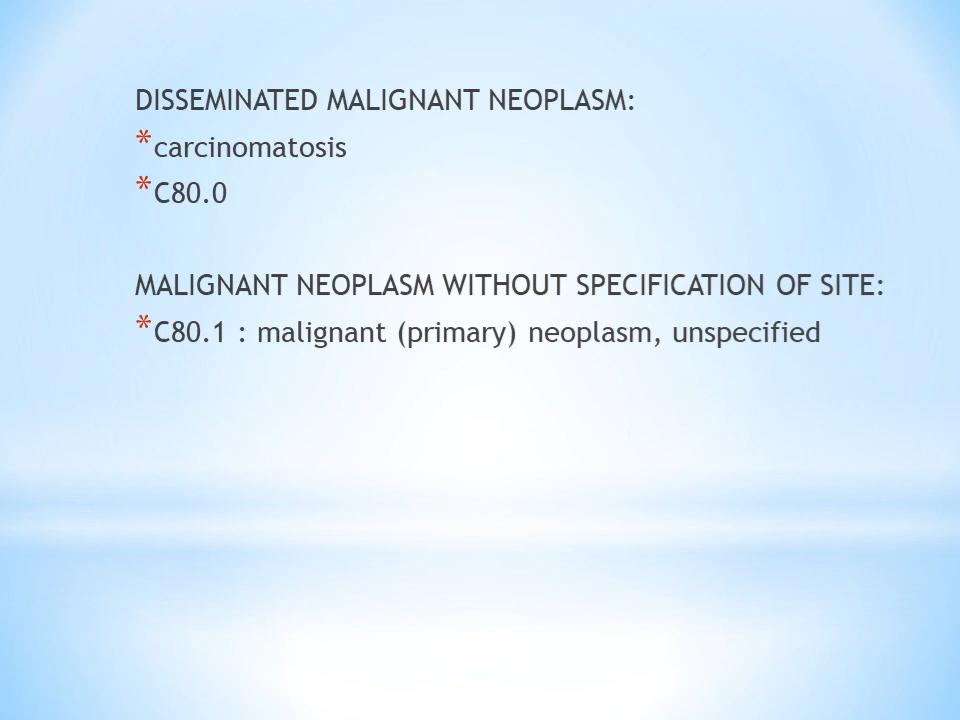 DISSEMINATED MALIGNANT NEOPLASM:
* carcinomatosis
* C80.0
MALIGNANT NEOPLASM WITHOUT SPECIFICATION OF SITE:
* C80.1 : malignant (primary) neoplasm, unspecified